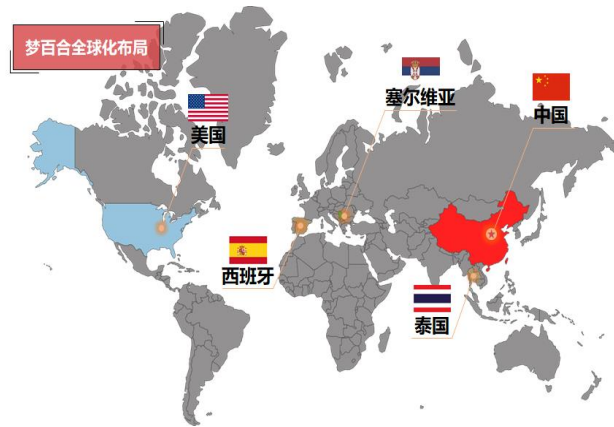 梦百合全球化布局
塞尔维亚
中国
美国
西班牙
泰国